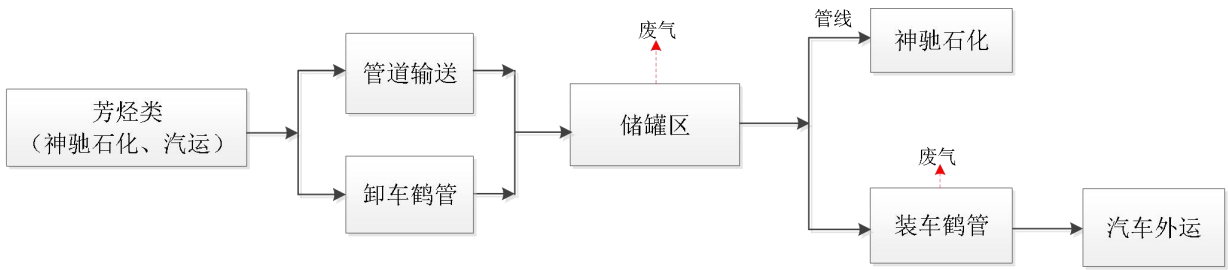 芳烃类
（神驰石化、汽运）
管道输送
卸车鹤管
废气
储罐区
管线
神驰石化
废气
装车鹤管
汽车外运